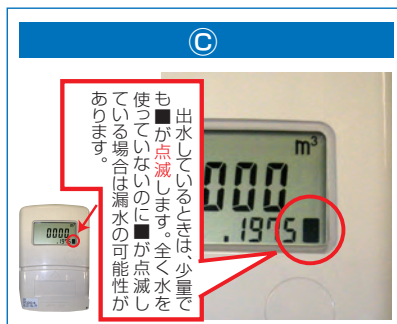 Ⓒ
出水しているときは、少量で
も■が点滅します。全く水を
使っていないのに■が点滅し
ている場合は漏水の可能性が
あります。
m³
000
.1975■
0000
.1975■